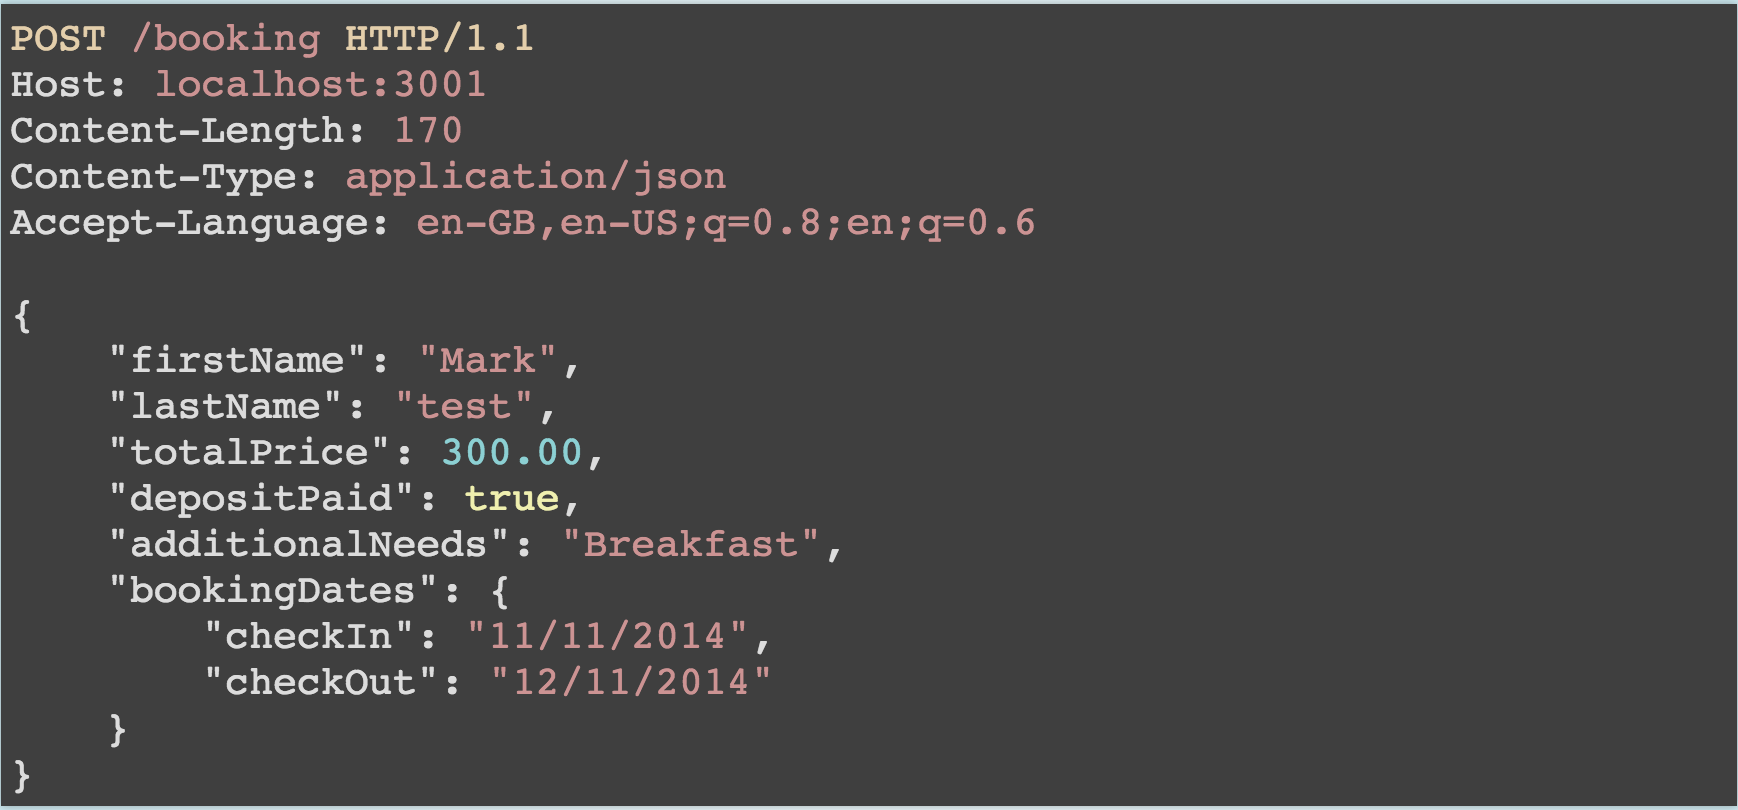 POST /booking HTTP/1.1
Host: localhost:3001
Content-Length: 170
Content-Type: application/json
Accept-Language: en-GB,en-US;q=0.8;en;q=0.6

{
    "firstName": "Mark",
    "lastName": "test",
    "totalPrice": 300.00,
    "depositPaid": true,
    "additionalNeeds": "Breakfast",
    "bookingDates": {
        "checkIn": "11/11/2014",
        "checkOut": "12/11/2014"
    }
}